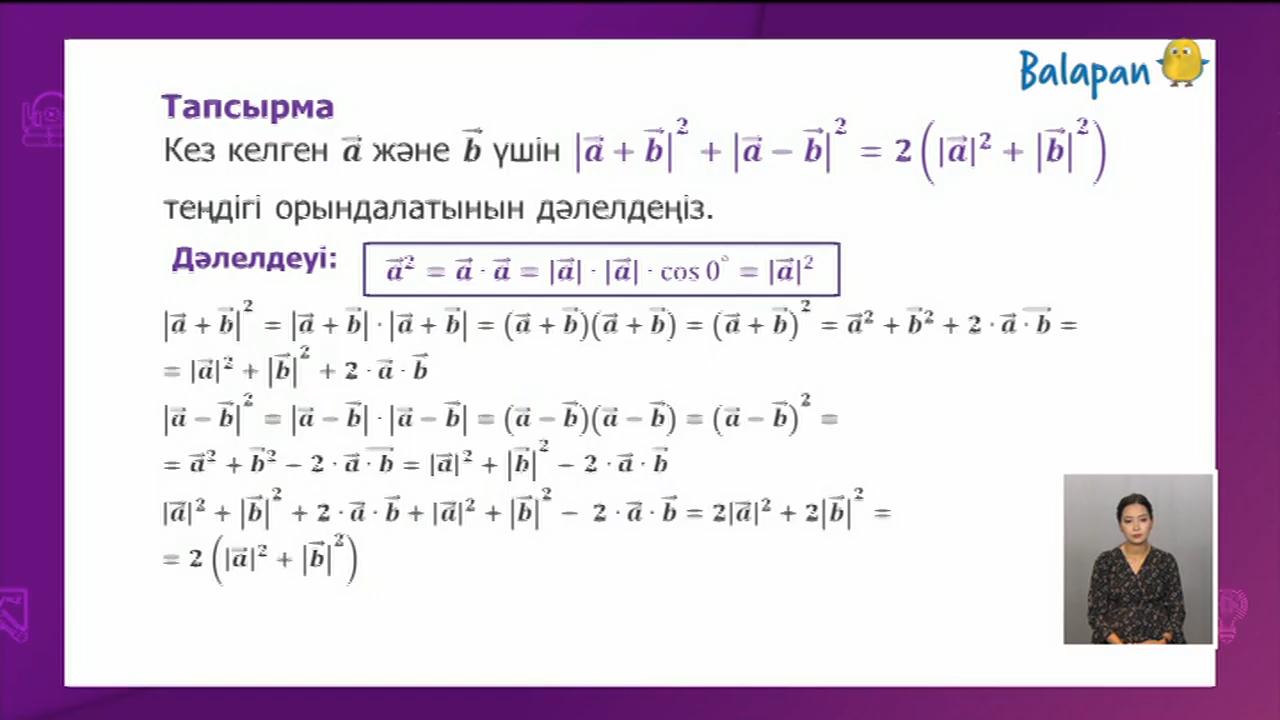 Balapan
Тапсырма
Кез келген a⃗ және b⃗ үшін |a⃗ + b⃗|² + |a⃗ − b⃗|² = 2(|a⃗|² + |b⃗|²)
теңдігі орындалатынын дәлелдеңіз.
Дәлелдеуі: a⃗² = a⃗ · a⃗ = |a⃗| · |a⃗| · cos 0° = |a⃗|²
|a⃗ + b⃗|² = |a⃗ + b⃗| · |a⃗ + b⃗| = (a⃗ + b⃗)(a⃗ + b⃗) = (a⃗ + b⃗)² = a⃗² + b⃗² + 2 · a⃗ · b⃗ =
= |a⃗|² + |b⃗|² + 2 · a⃗ · b⃗
|a⃗ − b⃗|² = |a⃗ − b⃗| · |a⃗ − b⃗| = (a⃗ − b⃗)(a⃗ − b⃗) = (a⃗ − b⃗)² =
= a⃗² + b⃗² − 2 · a⃗ · b⃗ = |a⃗|² + |b⃗|² − 2 · a⃗ · b⃗
|a⃗|² + |b⃗|² + 2 · a⃗ · b⃗ + |a⃗|² + |b⃗|² − 2 · a⃗ · b⃗ = 2|a⃗|² + 2|b⃗|² =
= 2(|a⃗|² + |b⃗|²)